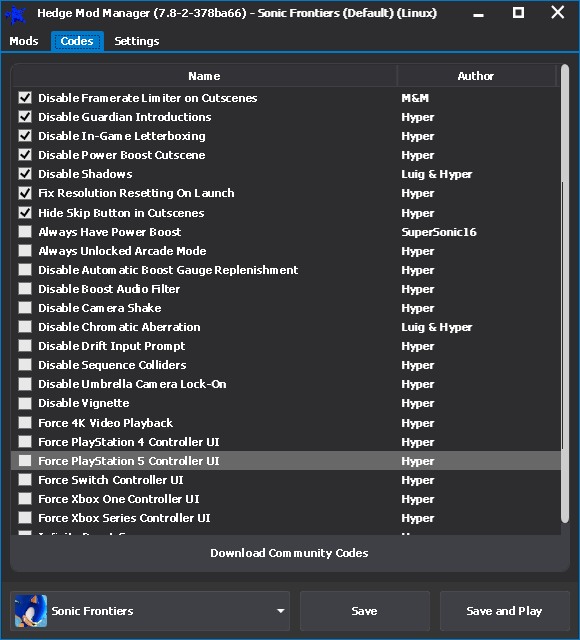 Hedge Mod Manager (7.8-2-378ba66) - Sonic Frontiers (Default) (Linux)
Mods Codes Settings
Name Author
Disable Framerate Limiter on Cutscenes M&M
Disable Guardian Introductions Hyper
Disable In-Game Letterboxing Hyper
Disable Power Boost Cutscene Hyper
Disable Shadows Luig & Hyper
Fix Resolution Resetting On Launch Hyper
Hide Skip Button in Cutscenes Hyper
Always Have Power Boost SuperSonic16
Always Unlocked Arcade Mode Hyper
Disable Automatic Boost Gauge Replenishment Hyper
Disable Boost Audio Filter Hyper
Disable Camera Shake Hyper
Disable Chromatic Aberration Luig & Hyper
Disable Drift Input Prompt Hyper
Disable Sequence Colliders Hyper
Disable Umbrella Camera Lock-On Hyper
Disable Vignette Hyper
Force 4K Video Playback Hyper
Force PlayStation 4 Controller UI Hyper
Force PlayStation 5 Controller UI Hyper
Force Switch Controller UI Hyper
Force Xbox One Controller UI Hyper
Force Xbox Series Controller UI Hyper
Download Community Codes
Sonic Frontiers Save Save and Play